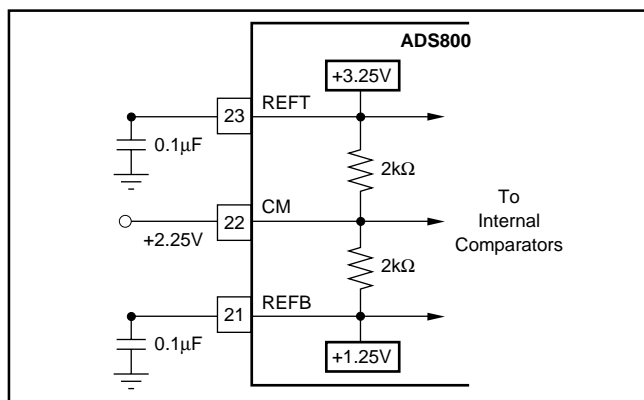 ADS800
+3.25V
REFT
23
0.1μF
2kΩ
CM
22
+2.25V
To
Internal
Comparators
2kΩ
REFB
21
0.1μF
+1.25V